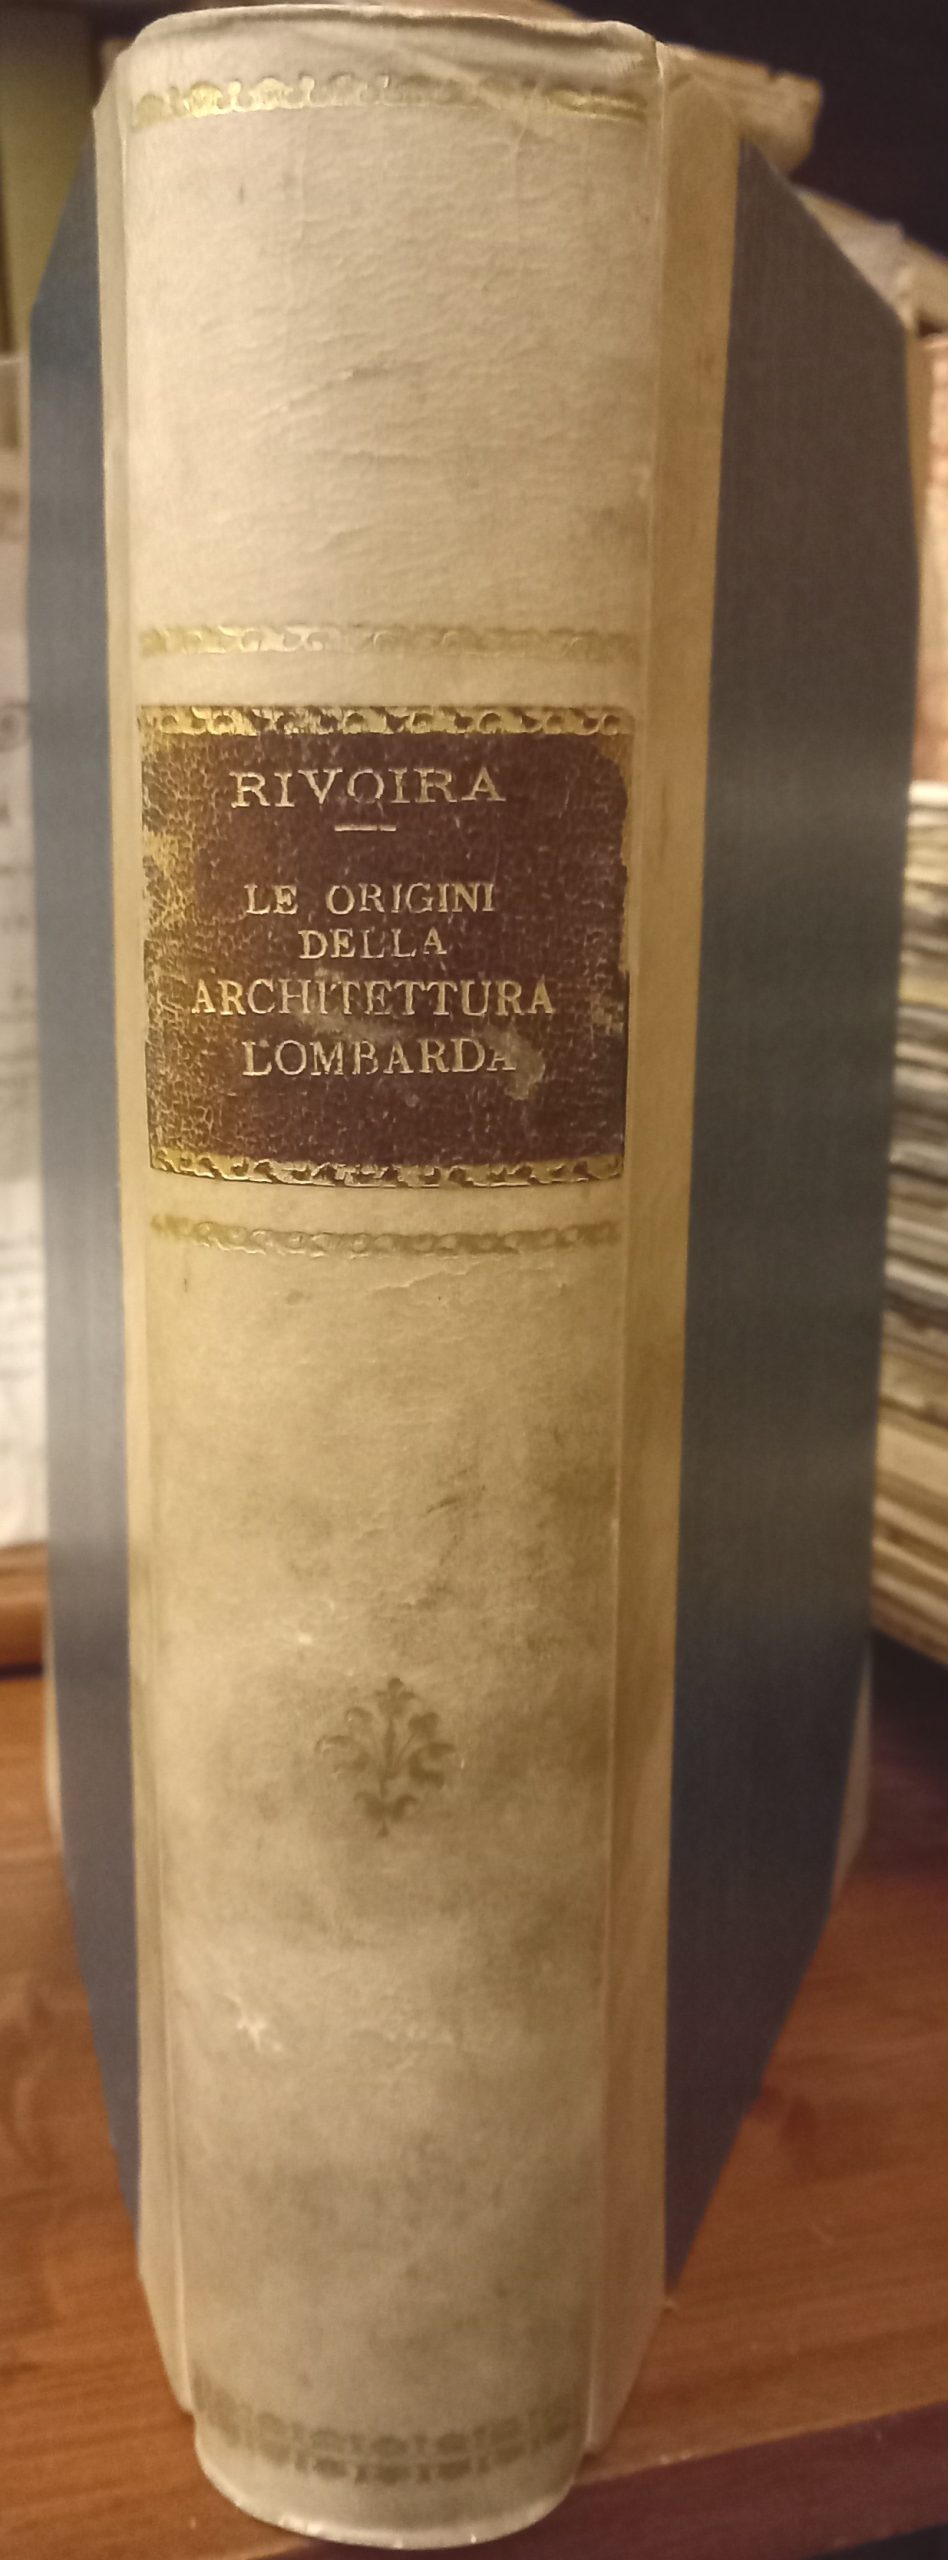 RIVOIRA
LE ORIGINI
DELLA
ARCHITETTURA
LOMBARDA